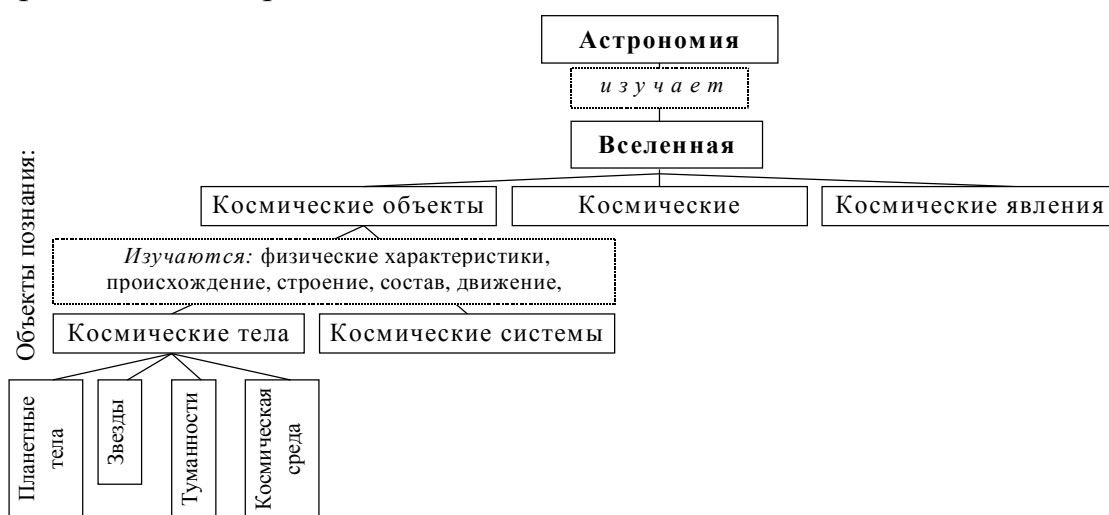 Астрономия
изучает
Вселенная
Объекты познания:
Космические объекты
Космические
Космические явления
Изучаются: физические характеристики,
происхождение, строение, состав, движение,
Космические тела
Космические системы
Планетные
тела
Звезды
Туманности
Космическая
среда